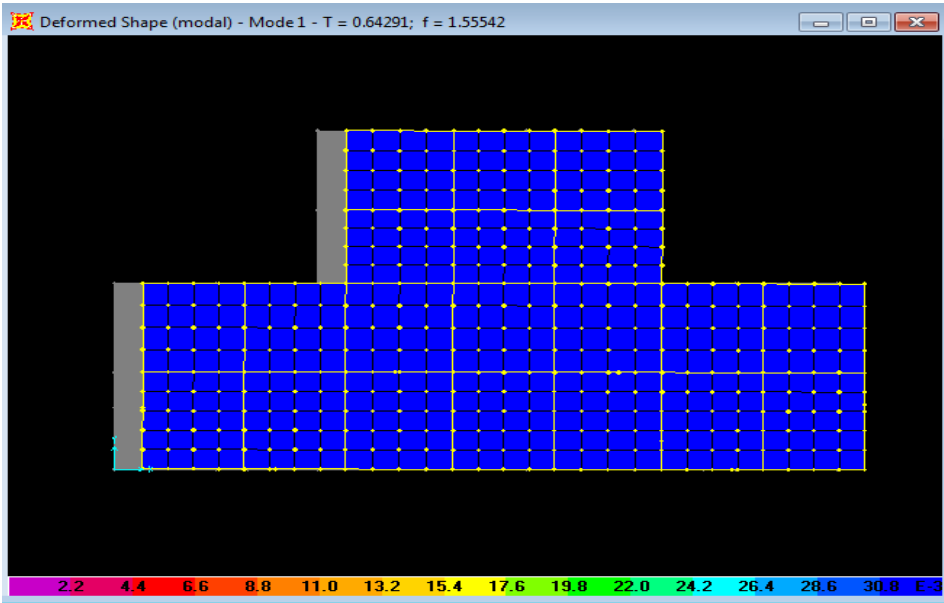 Deformed Shape (modal) - Mode 1 - T = 0.64291; f = 1.55542
2.2 4.4 6.6 8.8 11.0 13.2 15.4 17.6 19.8 22.0 24.2 26.4 28.6 30.8 E-3